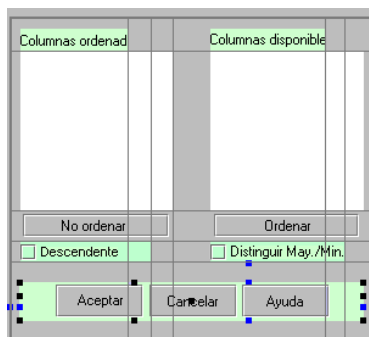 Columnas ordenad
Columnas disponible
No ordenar
Ordenar
Descendente
Distinguir May./Min.
Aceptar
Cancelar
Ayuda